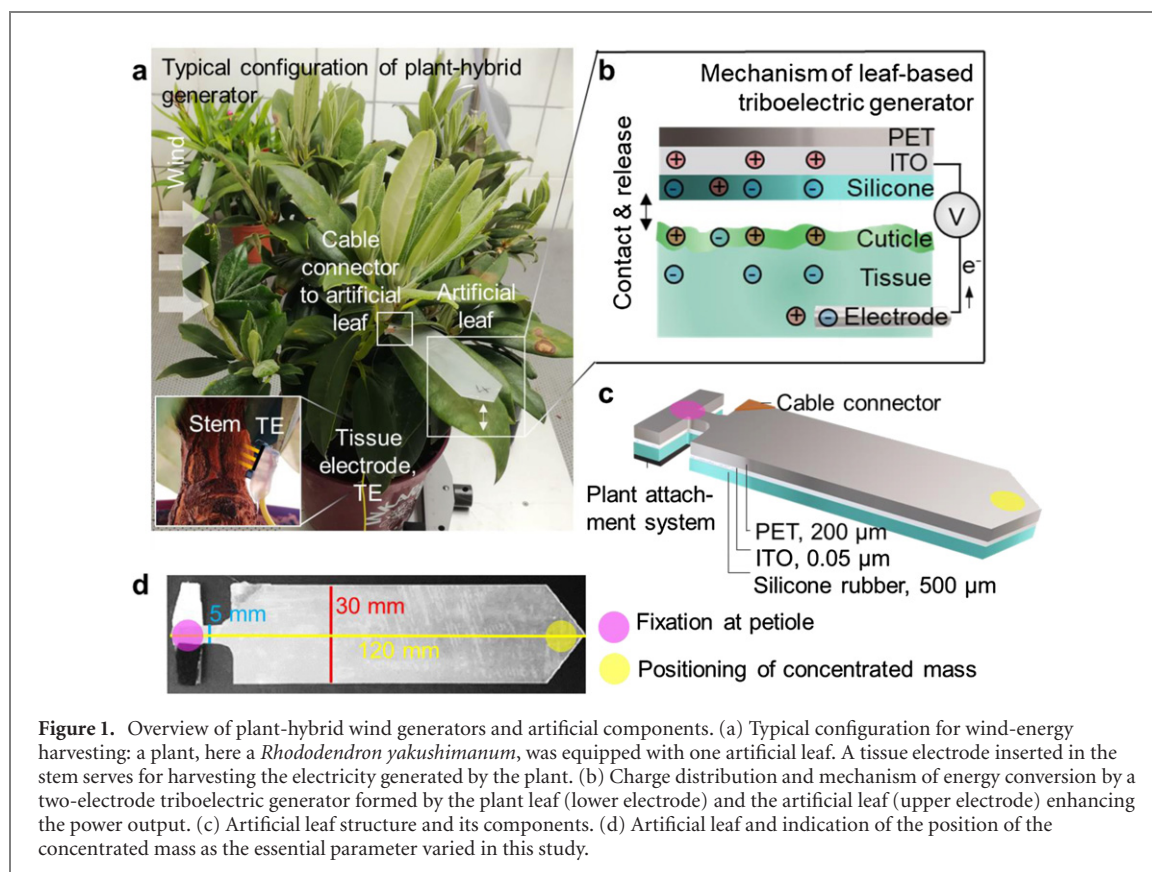 a Typical configuration of plant-hybrid
generator
Wind
Cable
connector
to artificial
leaf
Artificial
leaf
Stem TE
Tissue
electrode,
TE
b
Mechanism of leaf-based
triboelectric generator
PET
ITO
Silicone
Contact & release
V
Cuticle
e-
Tissue
Electrode
c
Cable connector
Plant attach-
ment system
PET, 200 µm
ITO, 0.05 µm
Silicone rubber, 500 µm
d
5 mm
30 mm
120 mm
Fixation at petiole
Positioning of concentrated mass
Figure 1. Overview of plant-hybrid wind generators and artificial components. (a) Typical configuration for wind-energy
harvesting: a plant, here a Rhododendron yakushimanum, was equipped with one artificial leaf. A tissue electrode inserted in the
stem serves for harvesting the electricity generated by the plant. (b) Charge distribution and mechanism of energy conversion by a
two-electrode triboelectric generator formed by the plant leaf (lower electrode) and the artificial leaf (upper electrode) enhancing
the power output. (c) Artificial leaf structure and its components. (d) Artificial leaf and indication of the position of the
concentrated mass as the essential parameter varied in this study.